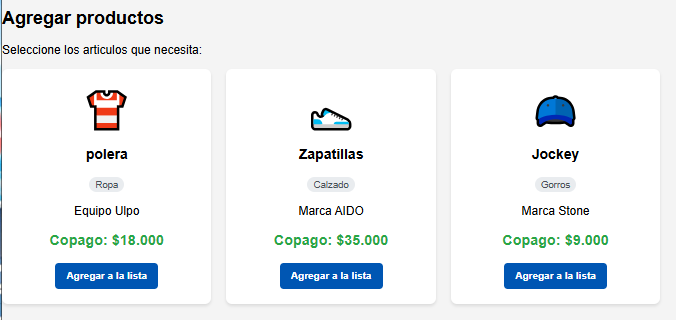 Agregar productos
Seleccione los articulos que necesita:
polera
Ropa
Equipo Ulpo
Copago: $18.000
Agregar a la lista
Zapatillas
Calzado
Marca AIDO
Copago: $35.000
Agregar a la lista
Jockey
Gorros
Marca Stone
Copago: $9.000
Agregar a la lista